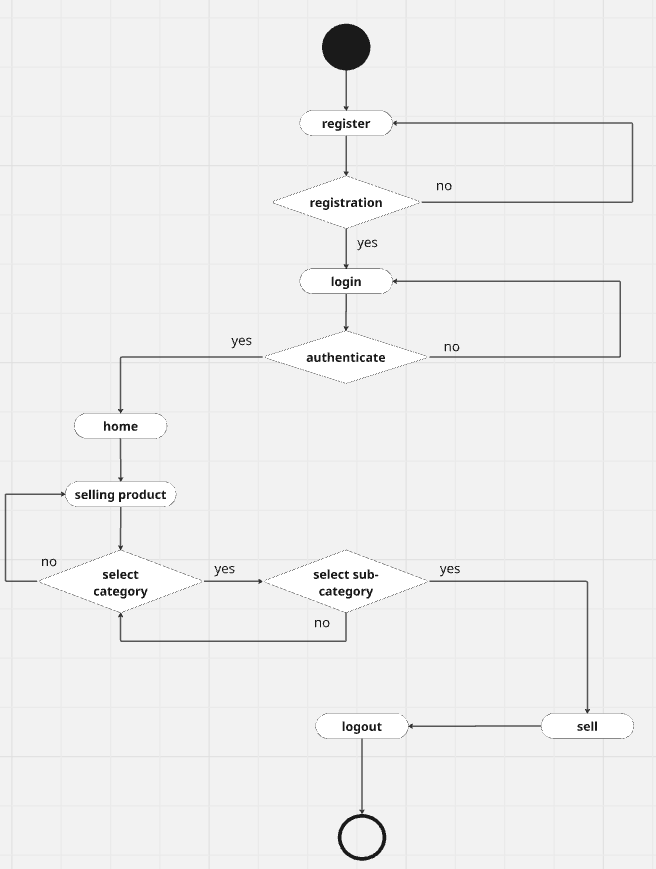 register
registration
no
yes
login
authenticate
yes
no
home
selling product
no
select
category
yes
select sub-
category
yes
no
logout
sell